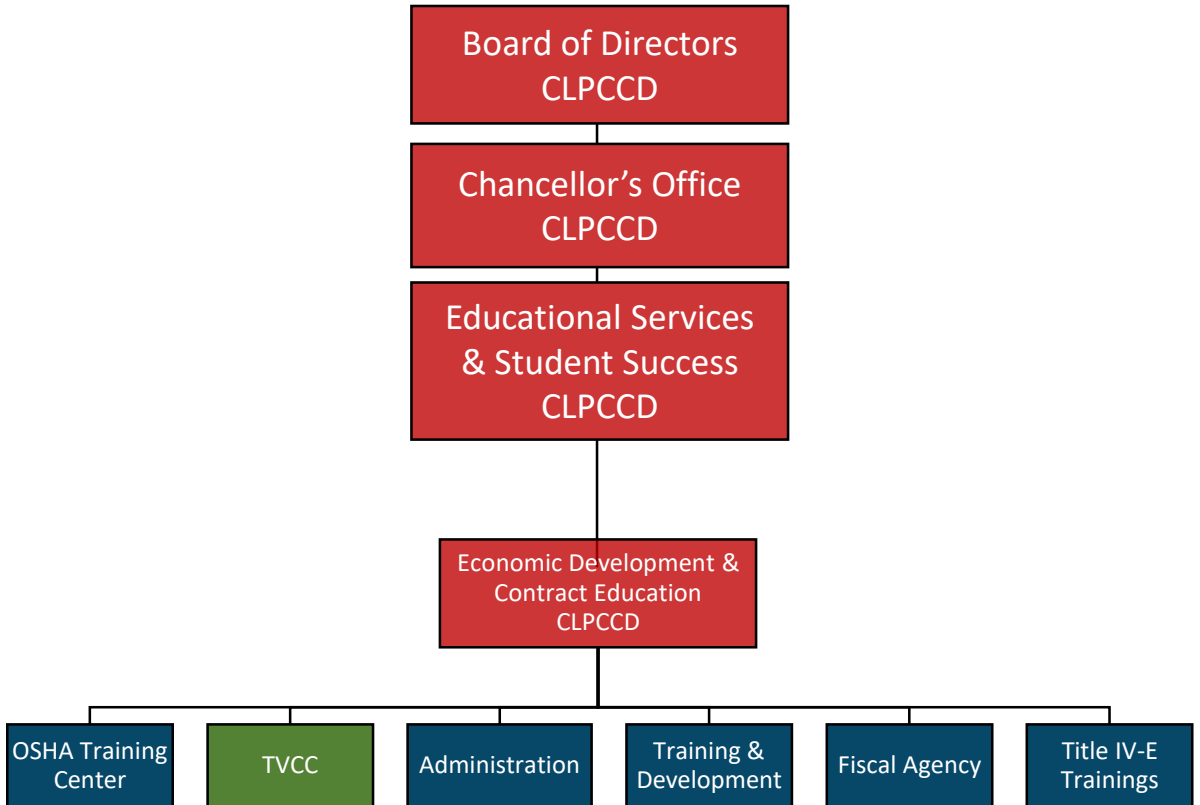 Board of Directors
CLPCCD
Chancellor’s Office
CLPCCD
Educational Services
& Student Success
CLPCCD
Economic Development &
Contract Education
CLPCCD
OSHA Training
Center
TVCC
Administration
Training &
Development
Fiscal Agency
Title IV-E
Trainings